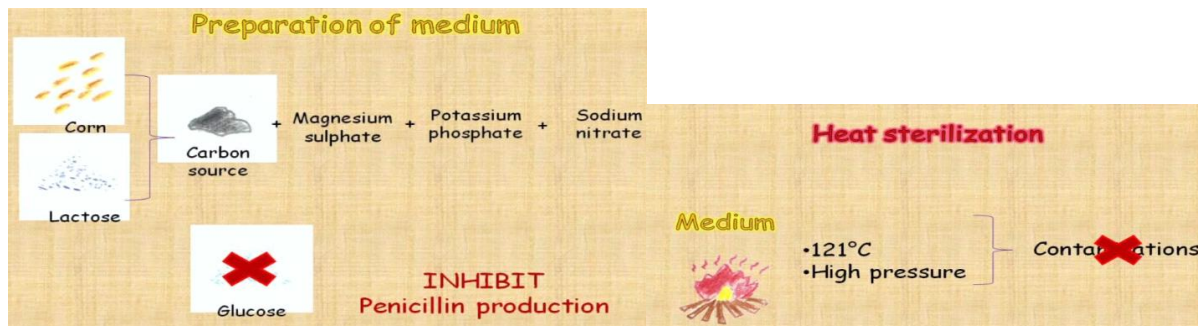 Preparation of medium
Corn
Lactose
Carbon
source
+ Magnesium
sulphate
+ Potassium
phosphate
+ Sodium
nitrate
Glucose
INHIBIT
Penicillin production
Heat sterilization
Medium
•121°C
•High pressure
Contaminations